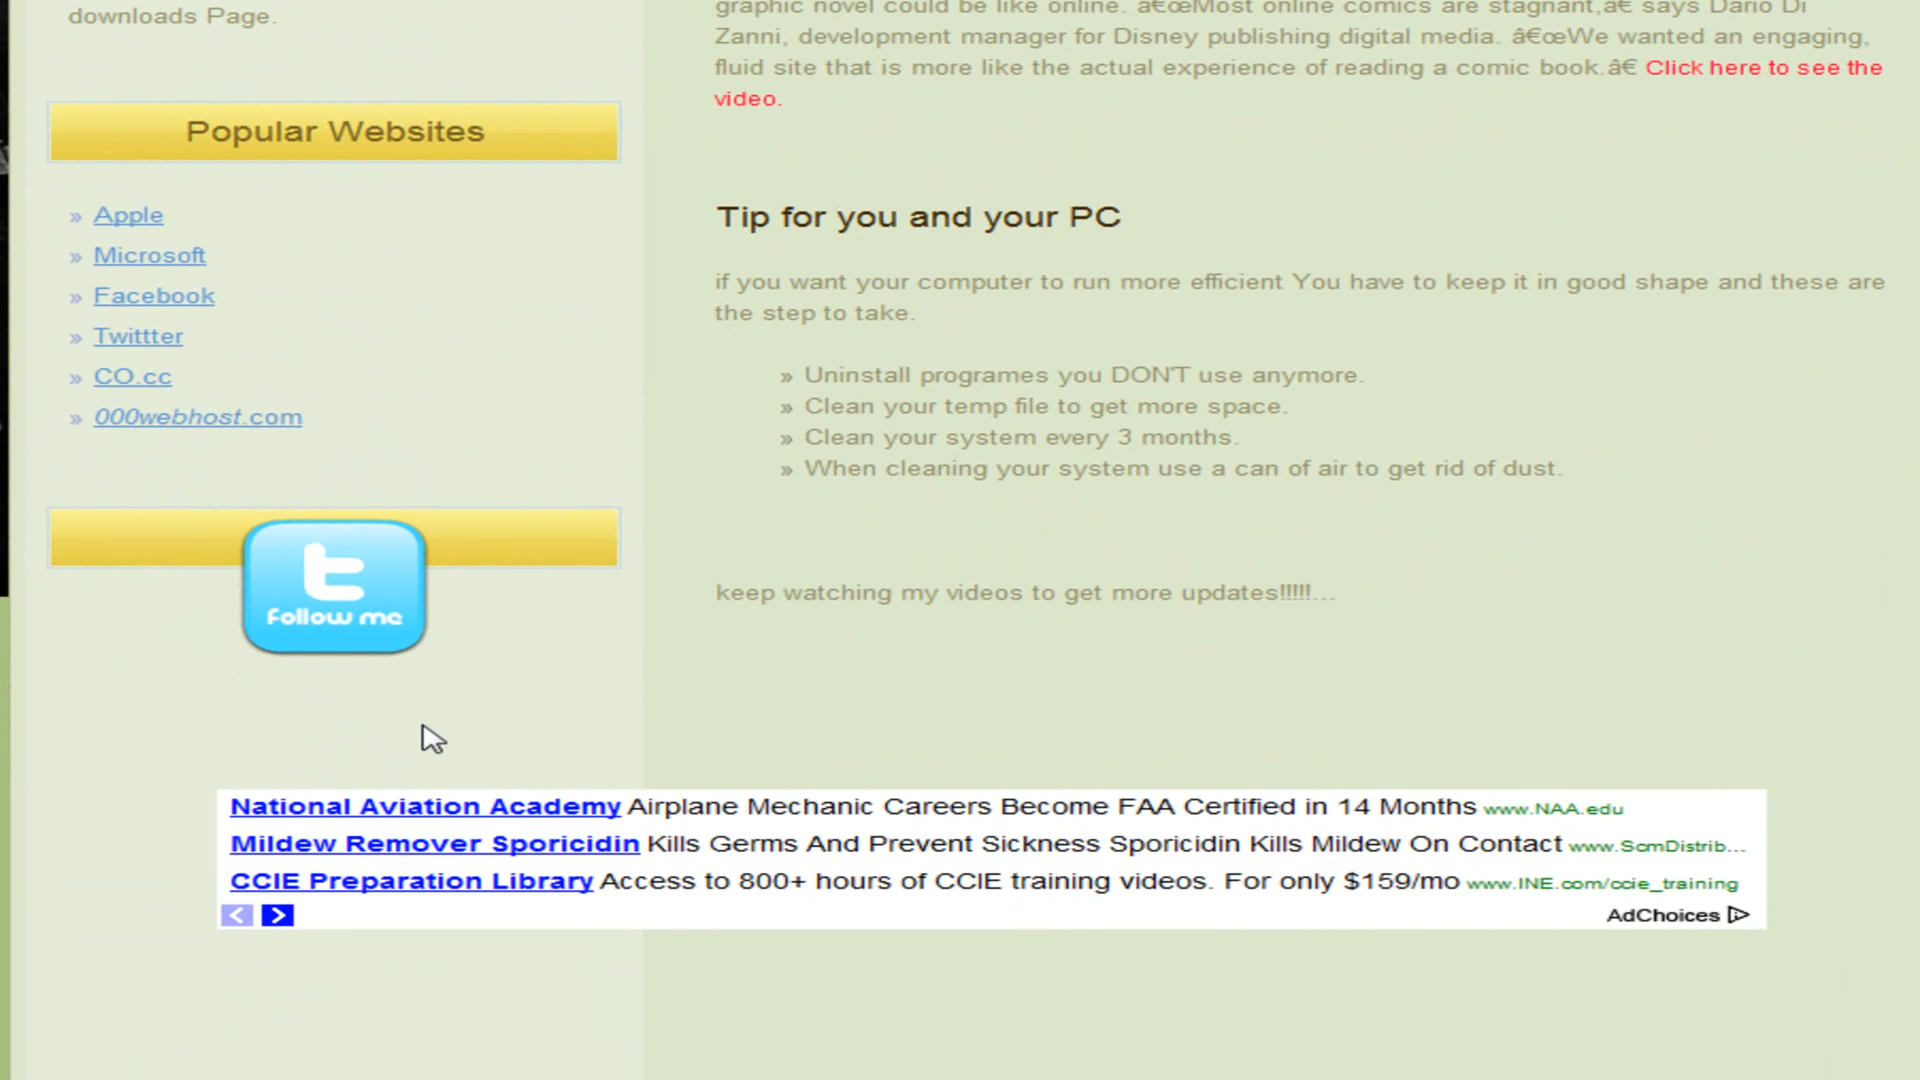 downloads Page.
Popular Websites
» Apple
» Microsoft
» Facebook
» Twittter
» CO.cc
» 000webhost.com
t
Follow me
graphic novel could be like online. â€œMost online comics are stagnant,â€ says Dario Di
Zanni, development manager for Disney publishing digital media. â€œWe wanted an engaging,
fluid site that is more like the actual experience of reading a comic book.â€ Click here to see the
video.
Tip for you and your PC
if you want your computer to run more efficient You have to keep it in good shape and these are
the step to take.
» Uninstall programes you DON'T use anymore.
» Clean your temp file to get more space.
» Clean your system every 3 months.
» When cleaning your system use a can of air to get rid of dust.
keep watching my videos to get more updates!!!!!...
National Aviation Academy Airplane Mechanic Careers Become FAA Certified in 14 Months www.NAA.edu
Mildew Remover Sporicidin Kills Germs And Prevent Sickness Sporicidin Kills Mildew On Contact www.ScmDistrib...
CCIE Preparation Library Access to 800+ hours of CCIE training videos. For only $159/mo www.INE.com/ccie_training
< >
AdChoices